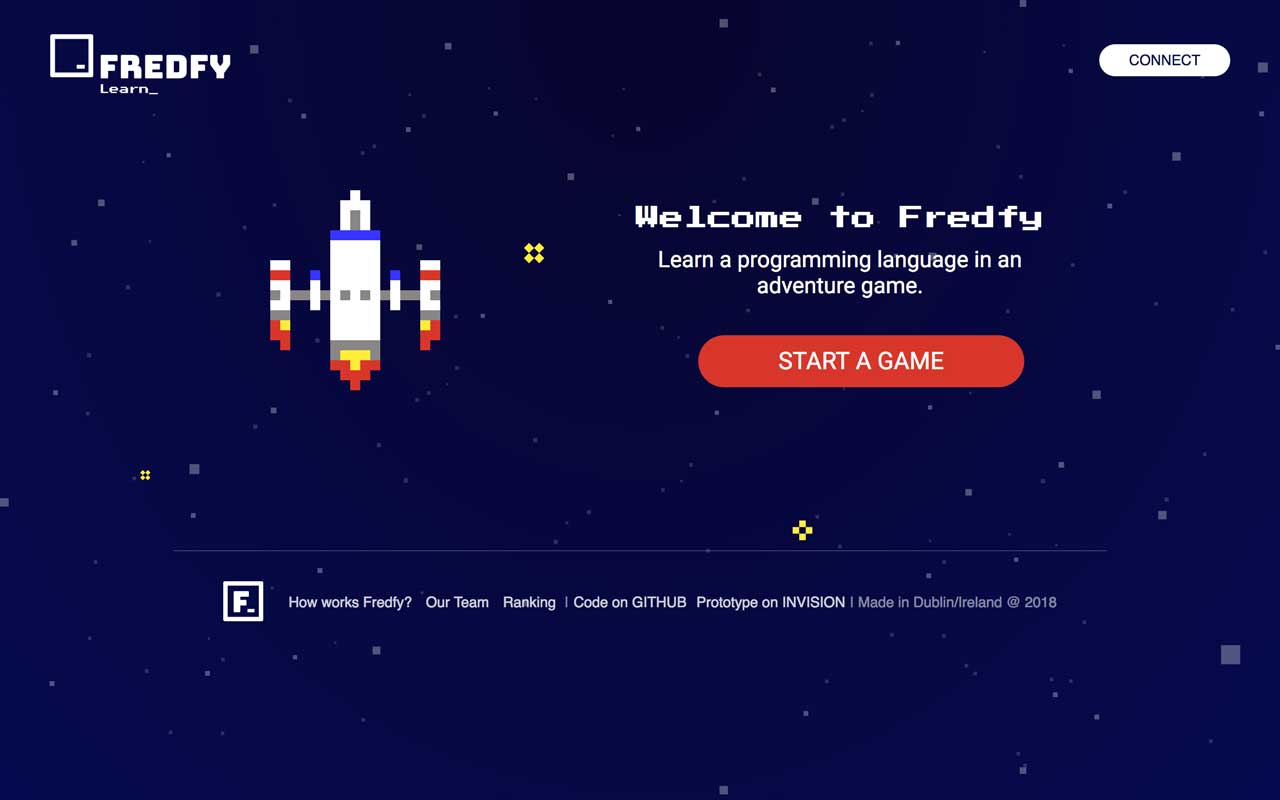 FREDFY
Learn_
CONNECT
Welcome to Fredfy
Learn a programming language in an
adventure game.
START A GAME
F_ How works Fredfy? Our Team Ranking | Code on GITHUB Prototype on INVISION | Made in Dublin/Ireland @ 2018